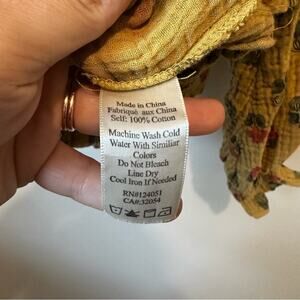 Made in China
Fabriqué aux China
Self: 100% Cotton
Machine Wash Cold
Water With Similiar
Colors
Do Not Bleach
Line Dry
Cool Iron If Needed
RN#124051
CA#:32054